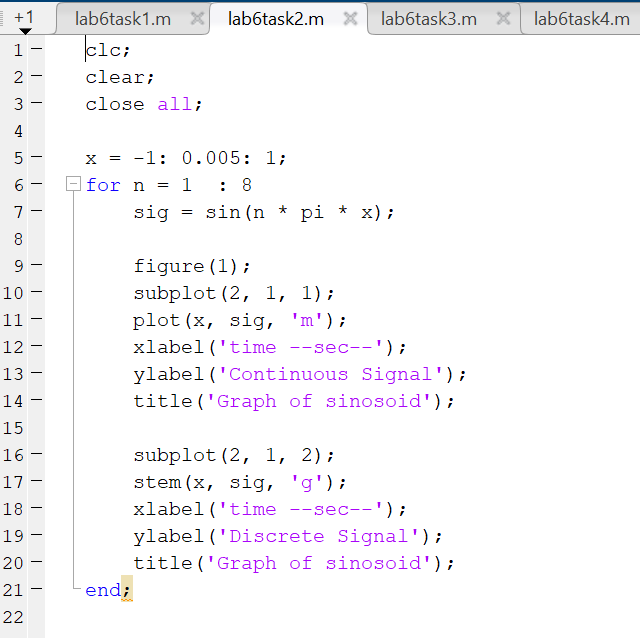 +1 lab6task1.m lab6task2.m lab6task3.m lab6task4.m
1 clc;
2 clear;
3 close all;
4
5 x = -1: 0.005: 1;
6 for n = 1  : 8
7     sig = sin(n * pi * x);
8
9     figure(1);
10     subplot(2, 1, 1);
11     plot(x, sig, 'm');
12     xlabel('time --sec--');
13     ylabel('Continuous Signal');
14     title('Graph of sinosoid');
15
16     subplot(2, 1, 2);
17     stem(x, sig, 'g');
18     xlabel('time --sec--');
19     ylabel('Discrete Signal');
20     title('Graph of sinosoid');
21 end;
22